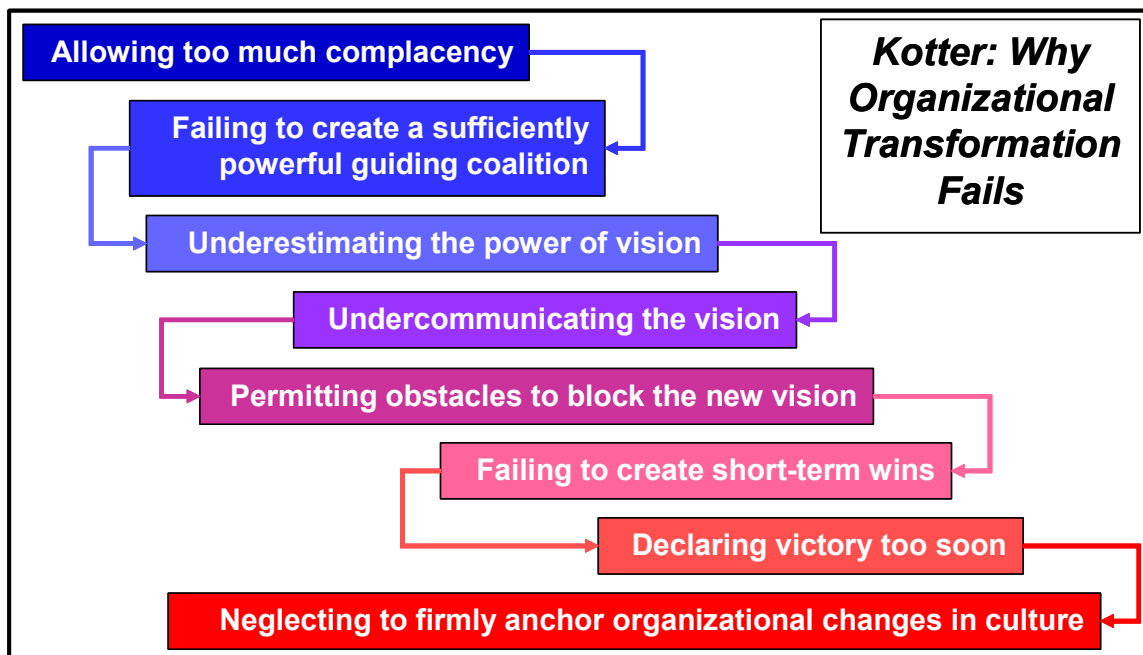 Allowing too much complacency
Kotter: Why
Organizational
Transformation
Fails
Failing to create a sufficiently
powerful guiding coalition
Underestimating the power of vision
Undercommunicating the vision
Permitting obstacles to block the new vision
Failing to create short-term wins
Declaring victory too soon
Neglecting to firmly anchor organizational changes in culture